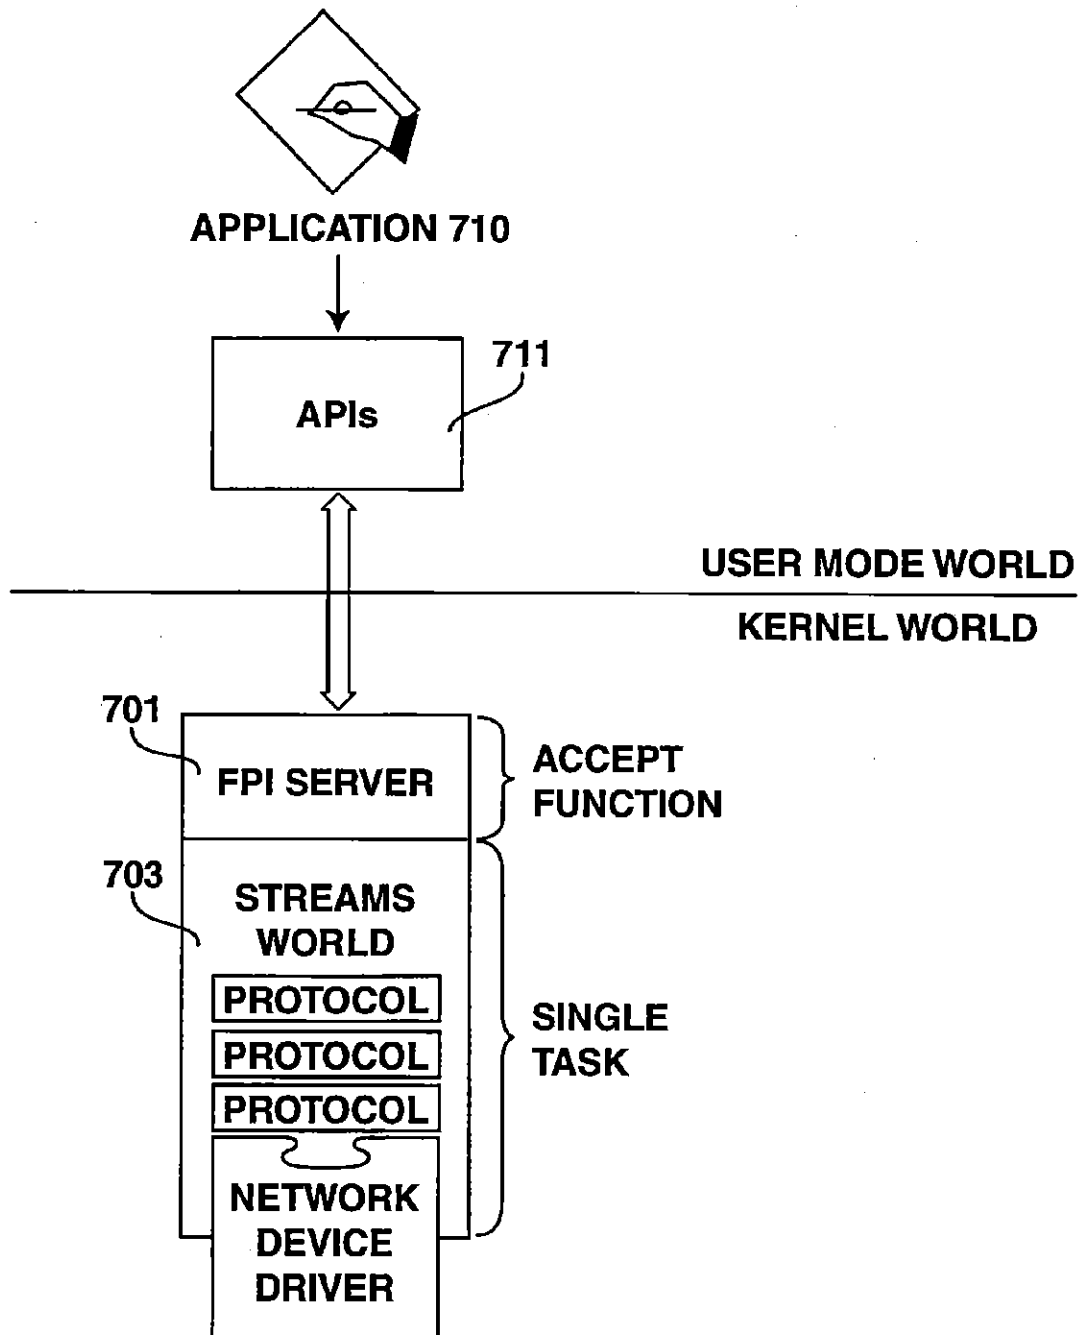 APPLICATION 710
711
APIs
USER MODE WORLD
KERNEL WORLD
701
FPI SERVER
ACCEPT
FUNCTION
703
STREAMS
WORLD
PROTOCOL
PROTOCOL
PROTOCOL
SINGLE
TASK
NETWORK
DEVICE
DRIVER